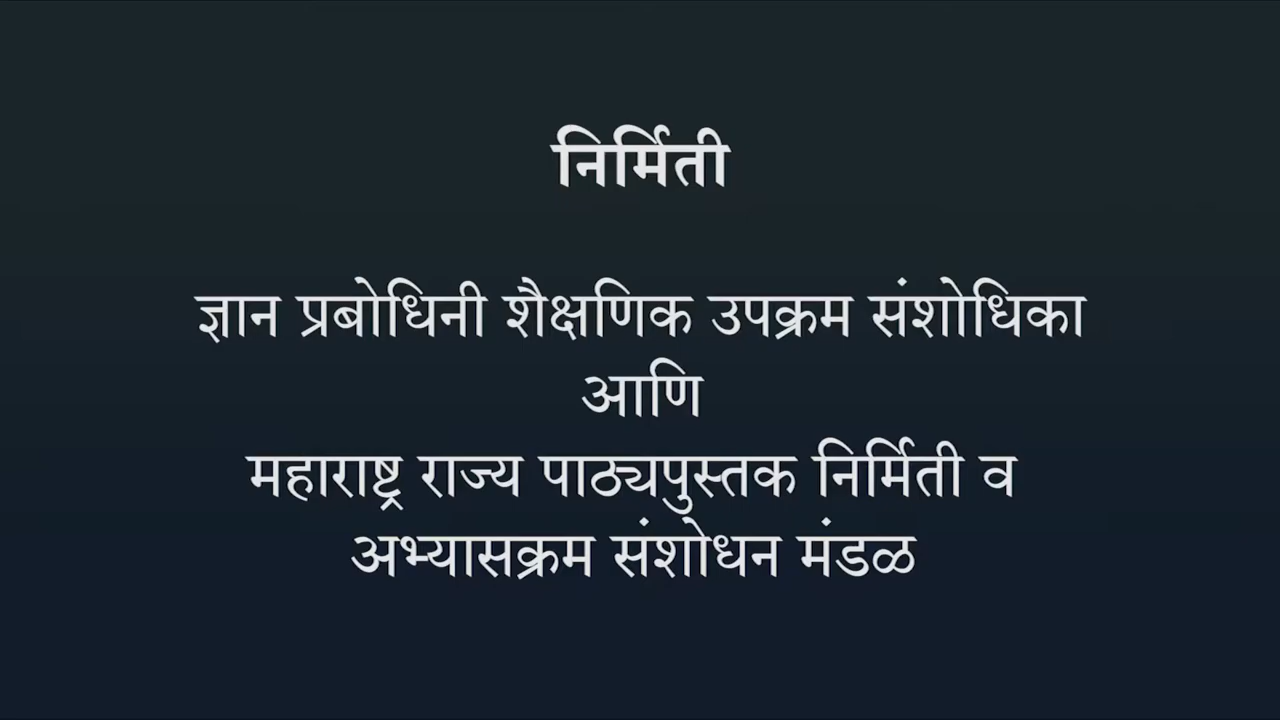 निर्मिती
ज्ञान प्रबोधिनी शैक्षणिक उपक्रम संशोधिका
आणि
महाराष्ट्र राज्य पाठ्यपुस्तक निर्मिती व
अभ्यासक्रम संशोधन मंडळ